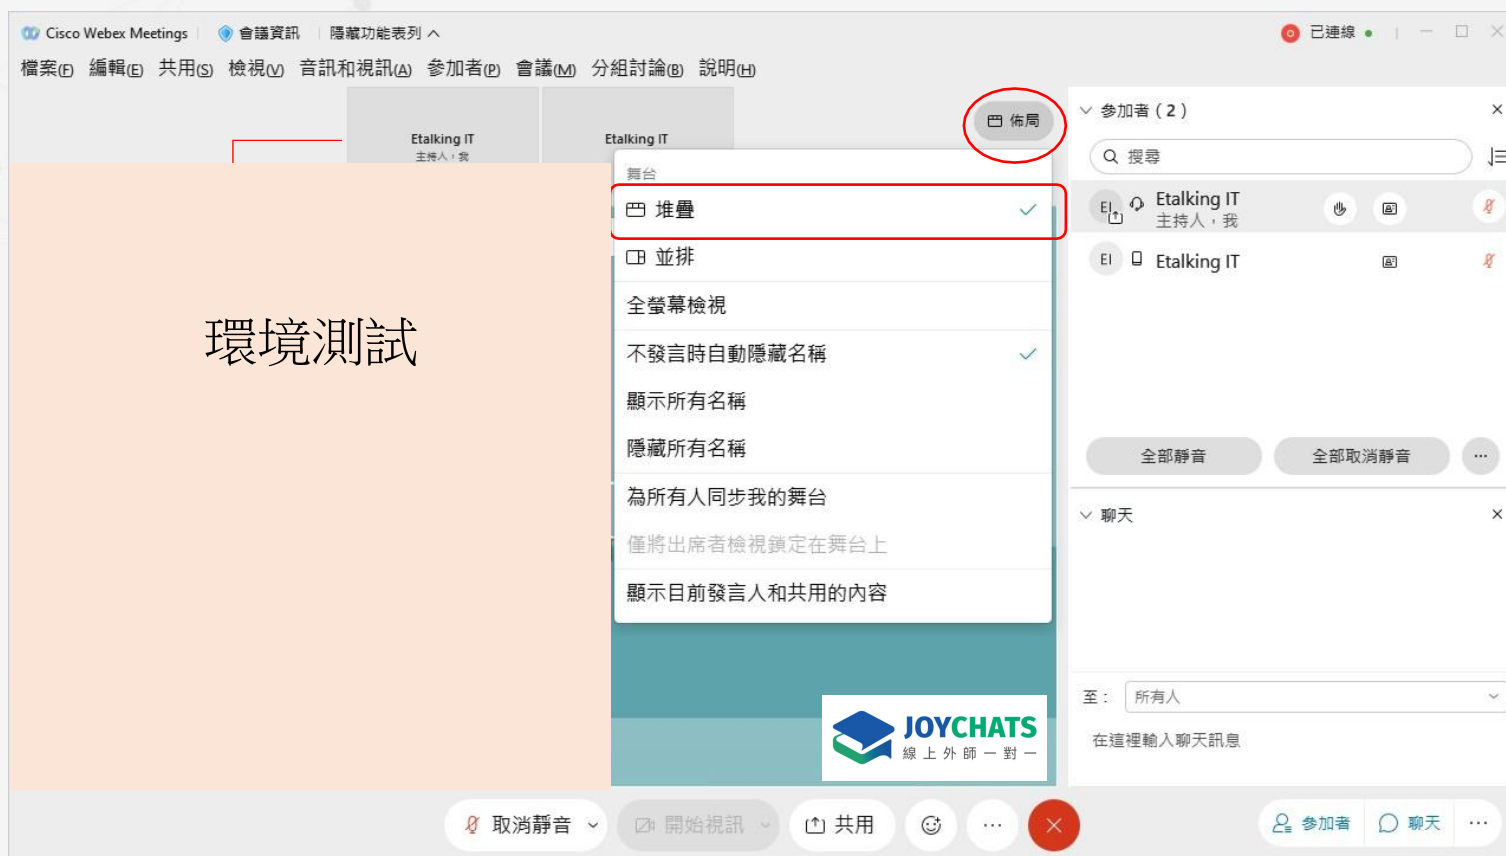 Cisco Webex Meetings 會議資訊 隱藏功能表列 已連線
檔案(F) 編輯(E) 共用(S) 檢視(V) 音訊和視訊(A) 參加者(P) 會議(M) 分組討論(B) 說明(H)
Etalking IT
主持人，我
Etalking IT
佈局
舞台
堆疊
並排
全螢幕檢視
不發言時自動隱藏名稱
顯示所有名稱
隱藏所有名稱
為所有人同步我的舞台
僅將出席者檢視鎖定在舞台上
顯示目前發言人和共用的內容
環境測試
JOYCHATS
線上外師一對一
參加者 ( 2 )
搜尋
EI Etalking IT
主持人，我
EI Etalking IT
全部靜音 全部取消靜音 ...
聊天
至： 所有人
在這裡輸入聊天訊息
取消靜音 開始視訊 共用 ...
參加者 聊天 ...